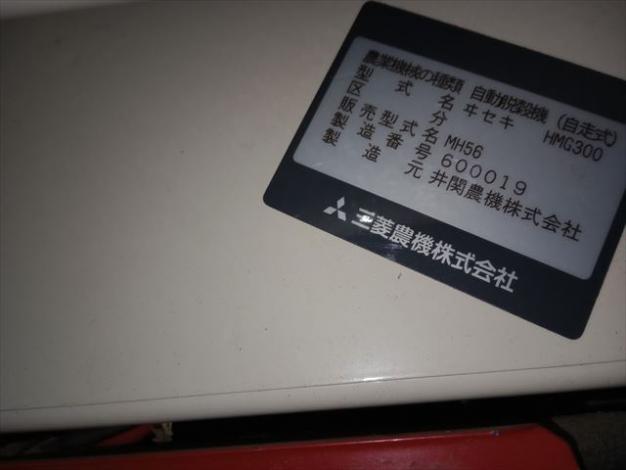 農業機械の種類 自動脱穀機（自走式）
型式名 ヰセキ HMG300
区分
販売型式名 MH56
製造番号 600019
製造元 井関農機株式会社
三菱農機株式会社